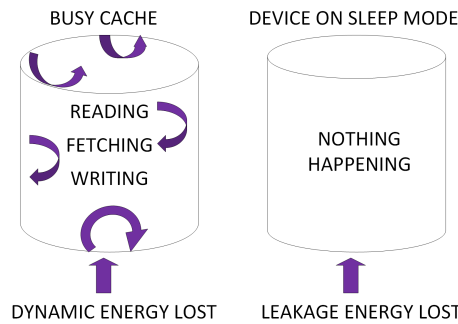 BUSY CACHE
READING
FETCHING
WRITING
DYNAMIC ENERGY LOST
DEVICE ON SLEEP MODE
NOTHING
HAPPENING
LEAKAGE ENERGY LOST